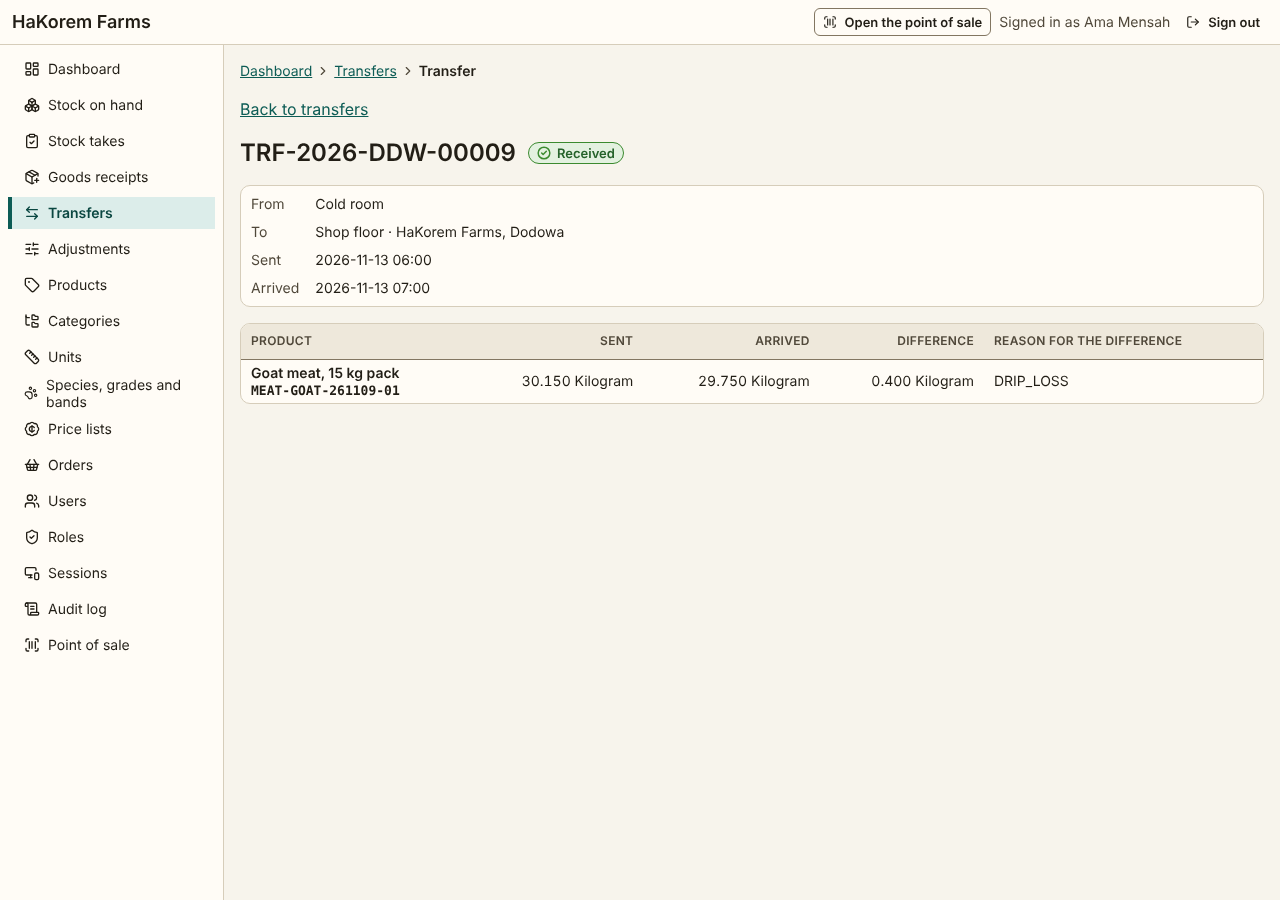 HaKorem Farms
Open the point of sale
Signed in as Ama Mensah
Sign out
Dashboard
Stock on hand
Stock takes
Goods receipts
Transfers
Adjustments
Products
Categories
Units
Species, grades and
bands
Price lists
Orders
Users
Roles
Sessions
Audit log
Point of sale
Dashboard > Transfers > Transfer
Back to transfers
TRF-2026-DDW-00009 Received
From Cold room
To Shop floor · HaKorem Farms, Dodowa
Sent 2026-11-13 06:00
Arrived 2026-11-13 07:00
PRODUCT SENT ARRIVED DIFFERENCE REASON FOR THE DIFFERENCE
Goat meat, 15 kg pack
MEAT-GOAT-261109-01
30.150 Kilogram 29.750 Kilogram 0.400 Kilogram DRIP_LOSS